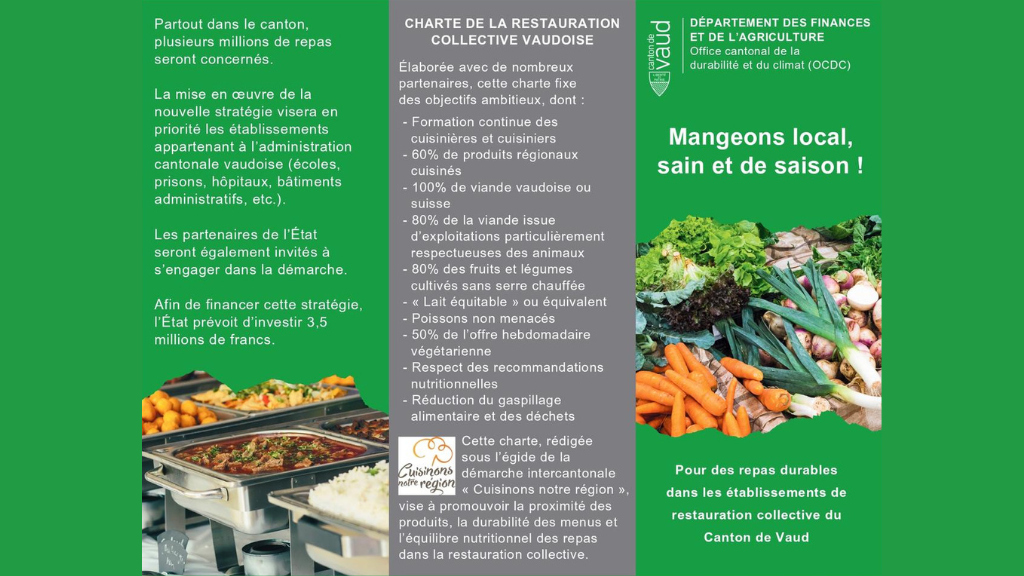 Partout dans le canton,
plusieurs millions de repas
seront concernés.
La mise en œuvre de la
nouvelle stratégie visera en
priorité les établissements
appartenant à l’administration
cantonale vaudoise (écoles,
prisons, hôpitaux, bâtiments
administratifs, etc.).
Les partenaires de l’État
seront également invités à
s’engager dans la démarche.
Afin de financer cette stratégie,
l’État prévoit d’investir 3,5
millions de francs.
CHARTE DE LA RESTAURATION
COLLECTIVE VAUDOISE
Élaborée avec de nombreux
partenaires, cette charte fixe
des objectifs ambitieux, dont :
- Formation continue des
cuisinières et cuisiniers
- 60% de produits régionaux
cuisinés
- 100% de viande vaudoise ou
suisse
- 80% de la viande issue
d’exploitations particulièrement
respectueuses des animaux
- 80% des fruits et légumes
cultivés sans serre chauffée
- « Lait équitable » ou équivalent
- Poissons non menacés
- 50% de l’offre hebdomadaire
végétarienne
- Respect des recommandations
nutritionnelles
- Réduction du gaspillage
alimentaire et des déchets
Cuisinons
notre région
Cette charte, rédigée
sous l’égide de la
démarche intercantonale
« Cuisinons notre région »,
vise à promouvoir la proximité des
produits, la durabilité des menus et
l’équilibre nutritionnel des repas
dans la restauration collective.
canton de
vaud
DÉPARTEMENT DES FINANCES
ET DE L’AGRICULTURE
Office cantonal de la
durabilité et du climat (OCDC)
Mangeons local,
sain et de saison !
Pour des repas durables
dans les établissements de
restauration collective du
Canton de Vaud